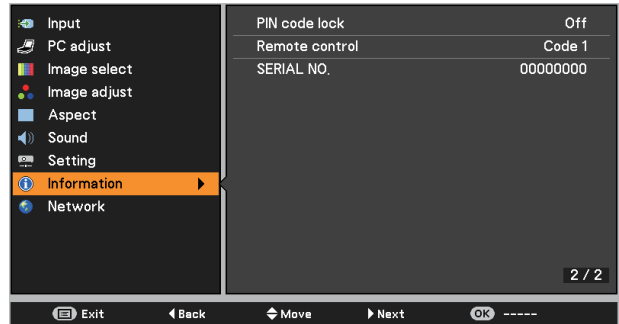 Input
PC adjust
Image select
Image adjust
Aspect
Sound
Setting
Information
Network
PIN code lock Off
Remote control Code 1
SERIAL NO. 00000000
2 / 2
Exit Back Move Next OK -----